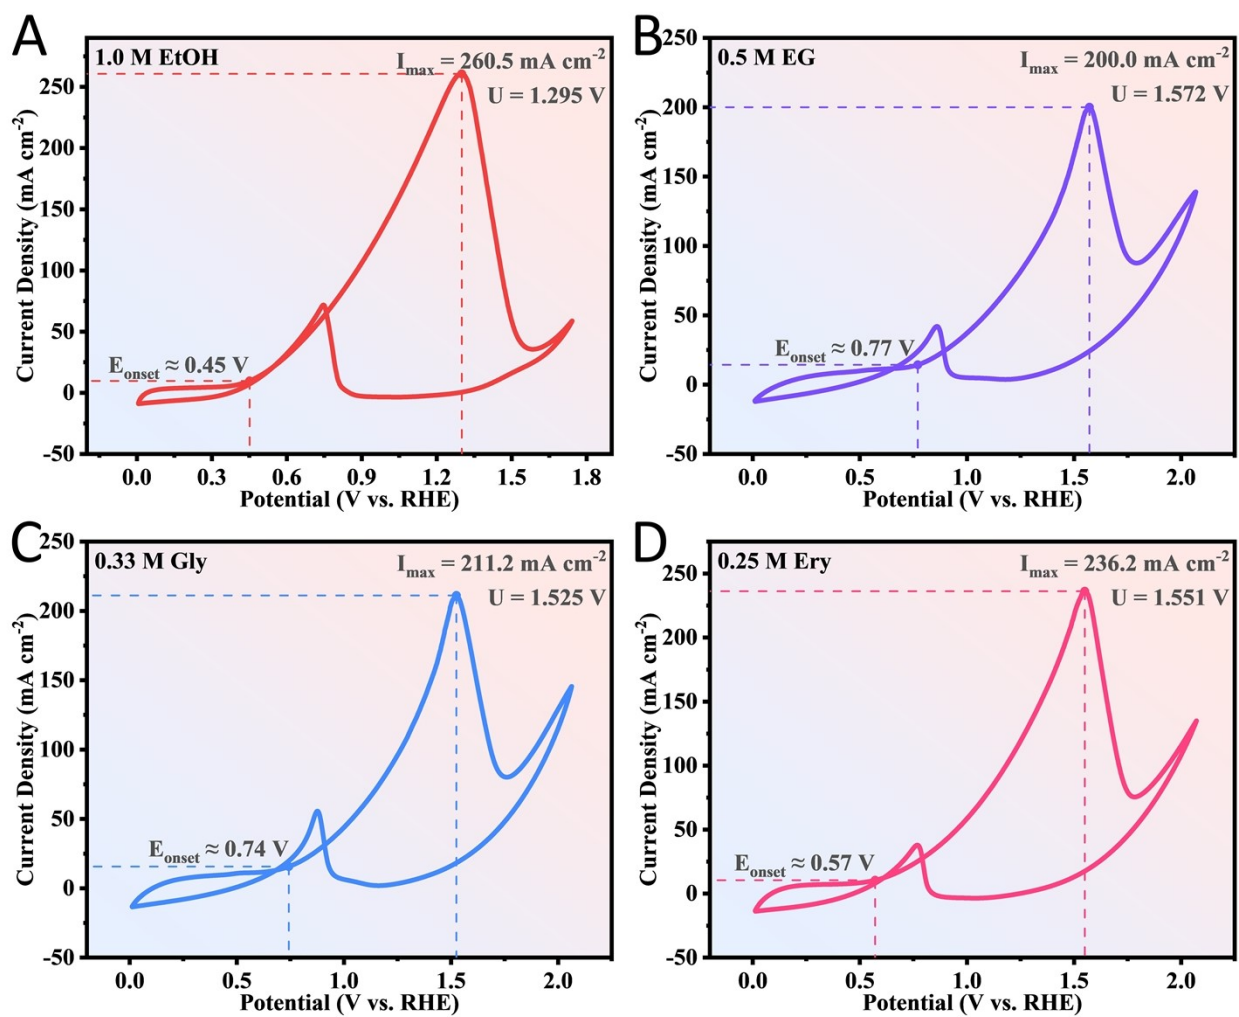 A
1.0 M EtOH
Imax = 260.5 mA cm-2
U = 1.295 V
Eonset ≈ 0.45 V
Current Density (mA cm-2)
250
200
150
100
50
0
-50
0.0 0.3 0.6 0.9 1.2 1.5 1.8
Potential (V vs. RHE)
B
0.5 M EG
Imax = 200.0 mA cm-2
U = 1.572 V
Eonset ≈ 0.77 V
Current Density (mA cm-2)
250
200
150
100
50
0
-50
0.0 0.5 1.0 1.5 2.0
Potential (V vs. RHE)
C
0.33 M Gly
Imax = 211.2 mA cm-2
U = 1.525 V
Eonset ≈ 0.74 V
Current Density (mA cm-2)
250
200
150
100
50
0
-50
0.0 0.5 1.0 1.5 2.0
Potential (V vs. RHE)
D
0.25 M Ery
Imax = 236.2 mA cm-2
U = 1.551 V
Eonset ≈ 0.57 V
Current Density (mA cm-2)
250
200
150
100
50
0
-50
0.0 0.5 1.0 1.5 2.0
Potential (V vs. RHE)